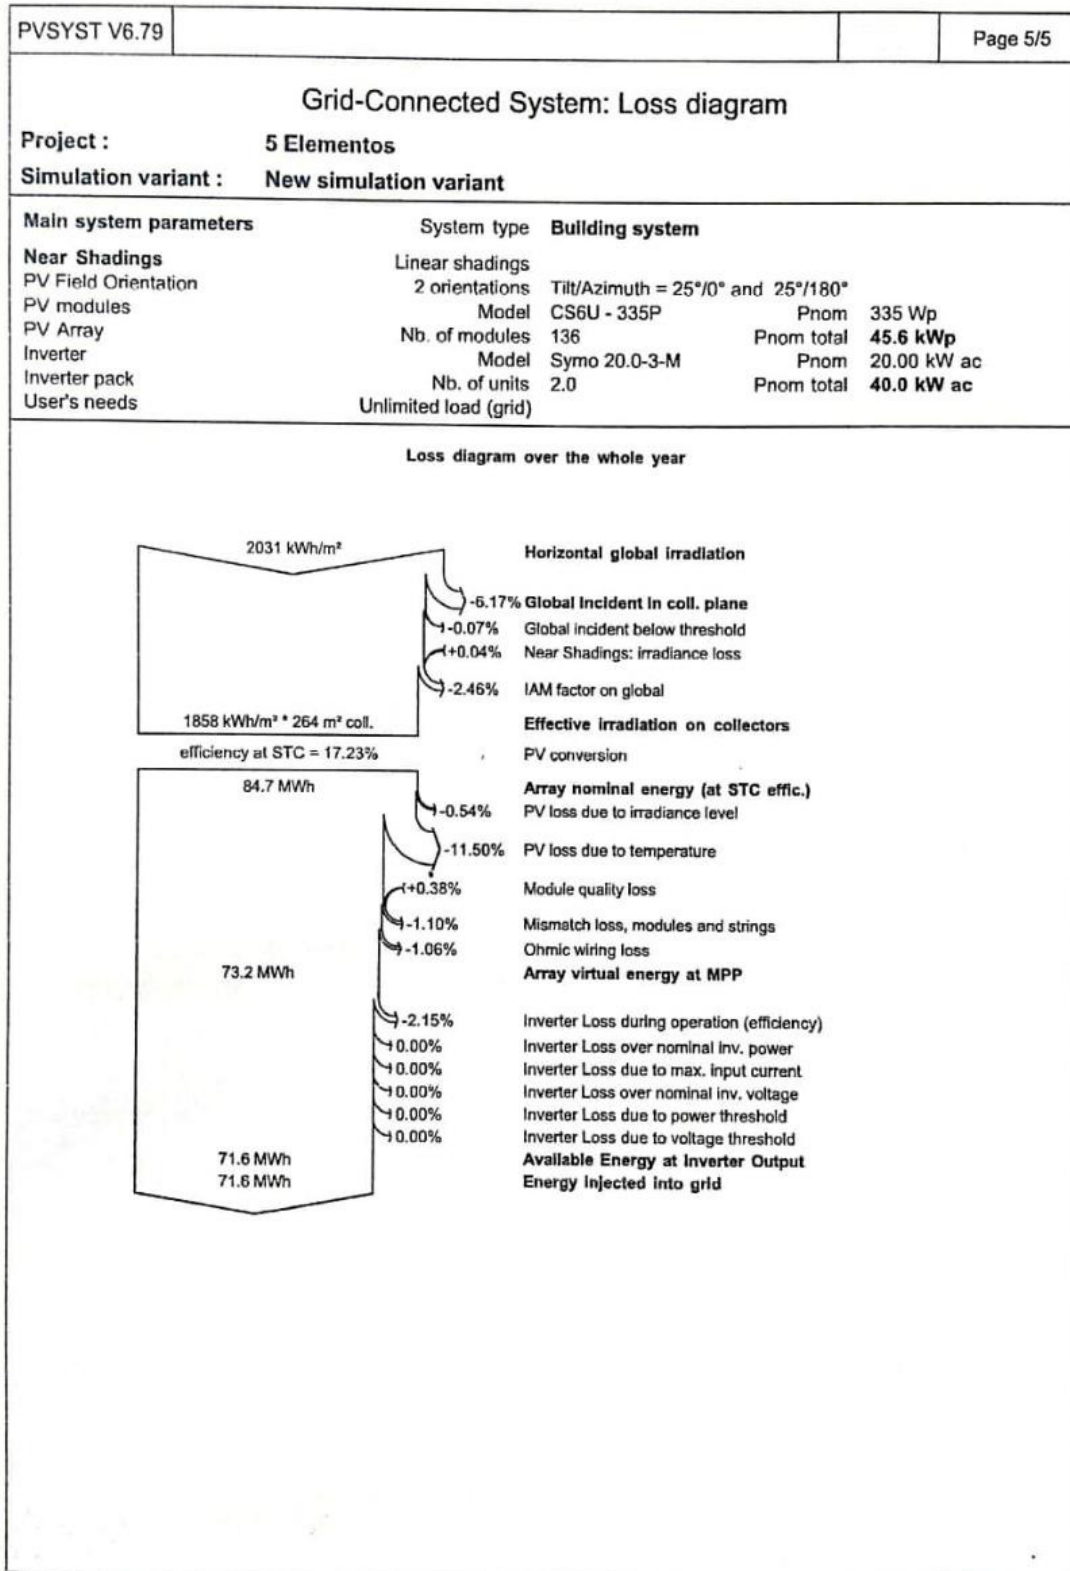 PVSYST V6.79 Page 5/5
Grid-Connected System: Loss diagram
Project : 5 Elementos
Simulation variant : New simulation variant
Main system parameters System type Building system
Near Shadings Linear shadings
PV Field Orientation 2 orientations Tilt/Azimuth = 25°/0° and 25°/180°
PV modules Model CS6U - 335P Pnom 335 Wp
PV Array Nb. of modules 136 Pnom total 45.6 kWp
Inverter Model Symo 20.0-3-M Pnom 20.00 kW ac
Inverter pack Nb. of units 2.0 Pnom total 40.0 kW ac
User's needs Unlimited load (grid)
Loss diagram over the whole year
2031 kWh/m² Horizontal global irradiation
-6.17% Global incident in coll. plane
-0.07% Global incident below threshold
+0.04% Near Shadings: irradiance loss
-2.46% IAM factor on global
1858 kWh/m² * 264 m² coll. Effective irradiation on collectors
efficiency at STC = 17.23% PV conversion
84.7 MWh Array nominal energy (at STC effic.)
-0.54% PV loss due to irradiance level
-11.50% PV loss due to temperature
+0.38% Module quality loss
-1.10% Mismatch loss, modules and strings
-1.06% Ohmic wiring loss
73.2 MWh Array virtual energy at MPP
-2.15% Inverter Loss during operation (efficiency)
0.00% Inverter Loss over nominal inv. power
0.00% Inverter Loss due to max. input current
0.00% Inverter Loss over nominal inv. voltage
0.00% Inverter Loss due to power threshold
0.00% Inverter Loss due to voltage threshold
71.6 MWh Available Energy at Inverter Output
71.6 MWh Energy injected into grid